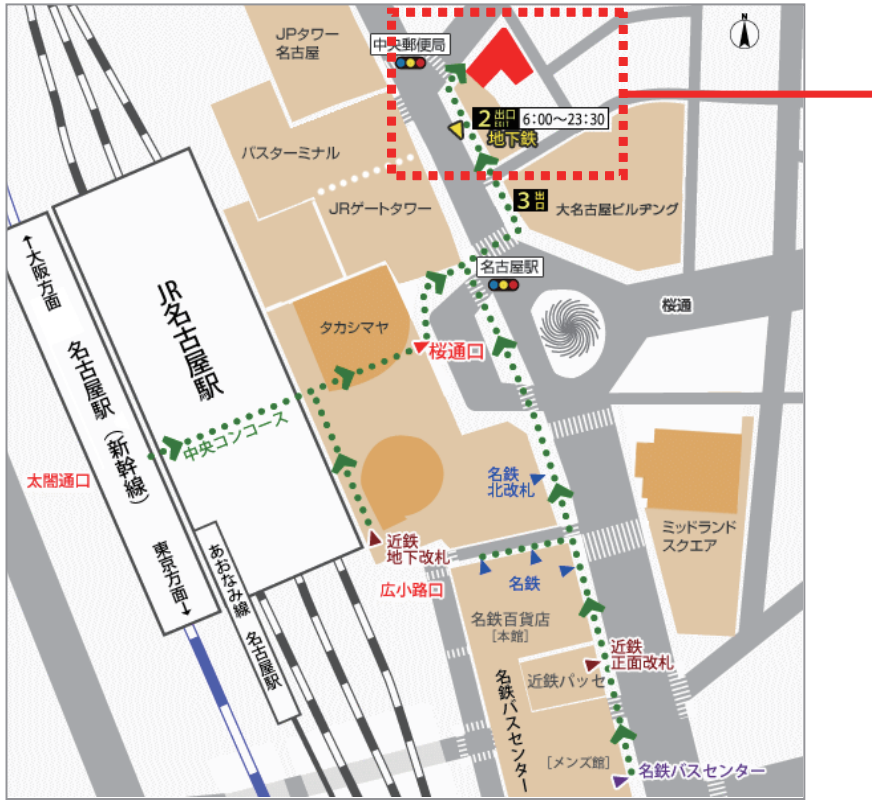 JPタワー
名古屋
中央郵便局
N
2 出口 EXIT 6:00〜23:30
地下鉄
バスターミナル
JRゲートタワー
3 出口
大名古屋ビルヂング
名古屋駅
桜通
↑大阪方面
名古屋駅（新幹線）
東京方面↓
JR名古屋駅
タカシマヤ
桜通口
中央コンコース
太閤通口
名鉄
北改札
ミッドランド
スクエア
近鉄
地下改札
広小路口
名鉄
あおなみ線 名古屋駅
名鉄百貨店
［本館］
近鉄
正面改札
近鉄パッセ
名鉄バスセンター
［メンズ館］
名鉄バスセンター